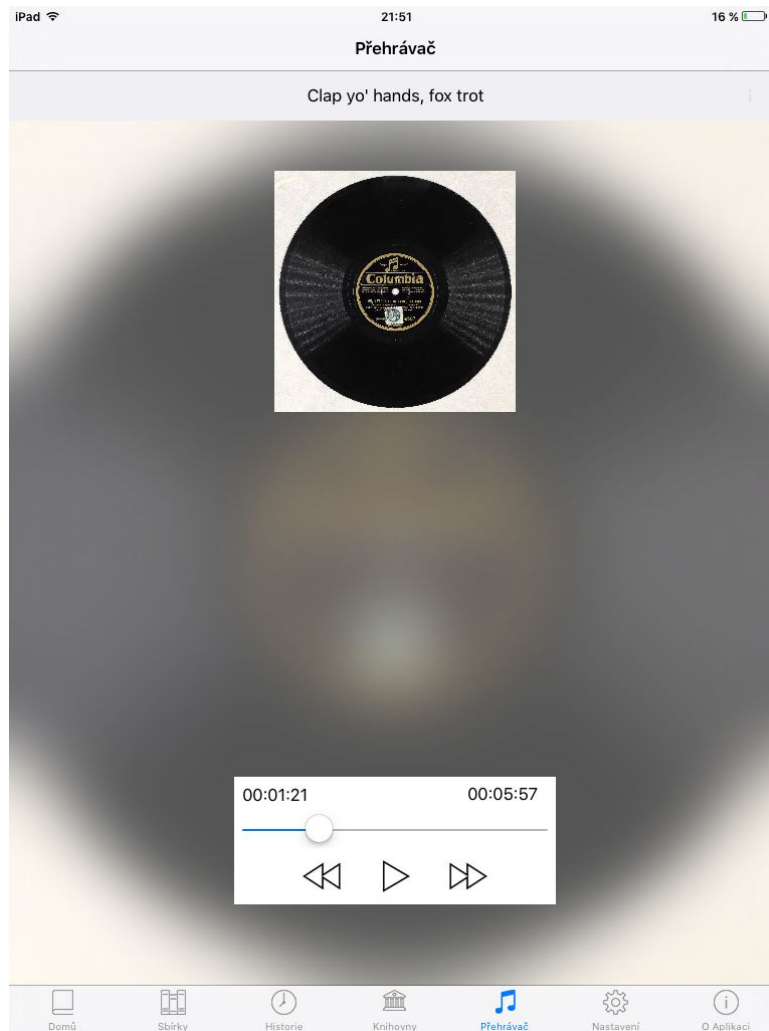 iPad 21:51 16 %
Přehrávač
Clap yo' hands, fox trot
Columbia
00:01:21 00:05:57
Domů Sbírky Historie Knihovny Přehrávač Nastavení O Aplikaci